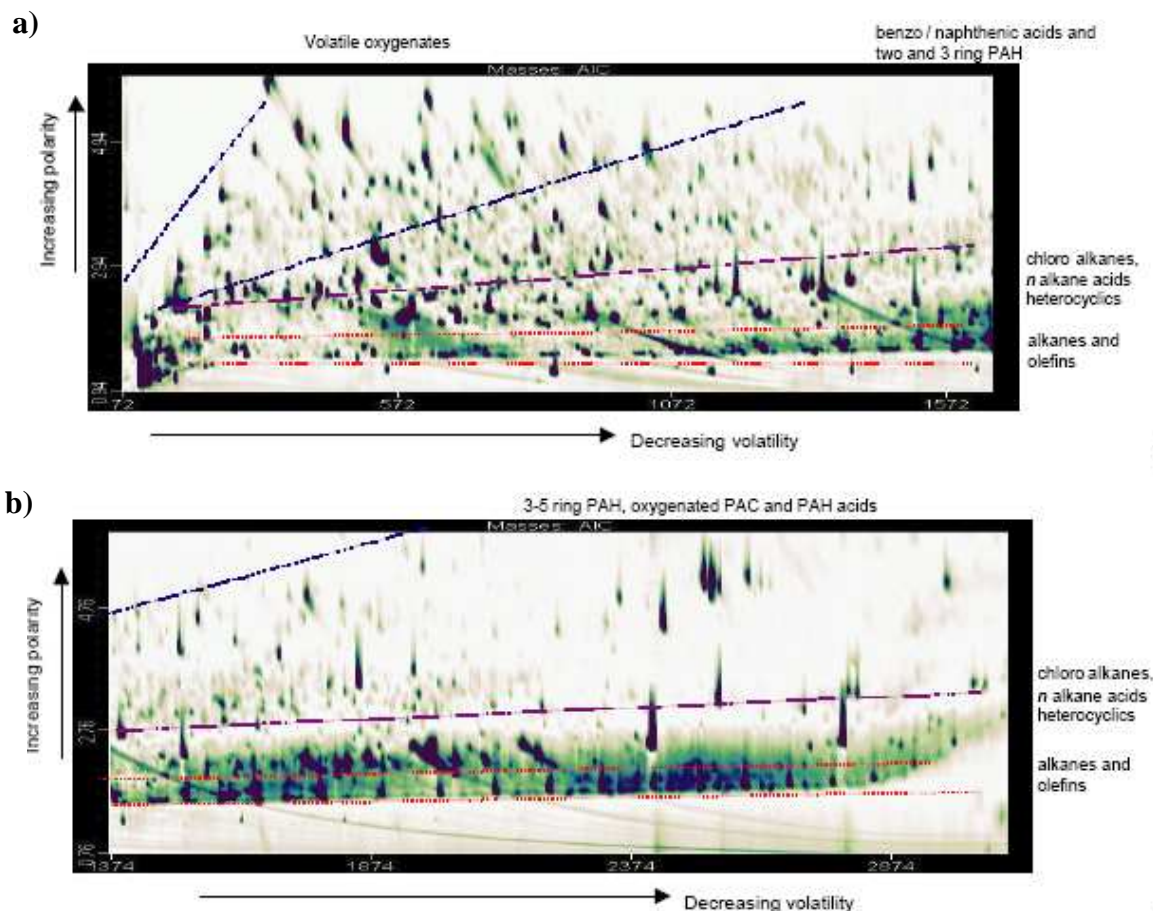 a)
Volatile oxygenates
benzo / naphthenic acids and
two and 3 ring PAH
Masses: AIC
Increasing polarity
4.94
2.94
0.94
72
572
1072
1572
chloro alkanes,
n alkane acids
heterocyclics
alkanes and
olefins
Decreasing volatility
b)
3-5 ring PAH, oxygenated PAC and PAH acids
Masses: AIC
Increasing polarity
4.76
2.76
0.76
1374
1874
2374
2874
chloro alkanes,
n alkane acids
heterocyclics
alkanes and
olefins
Decreasing volatility